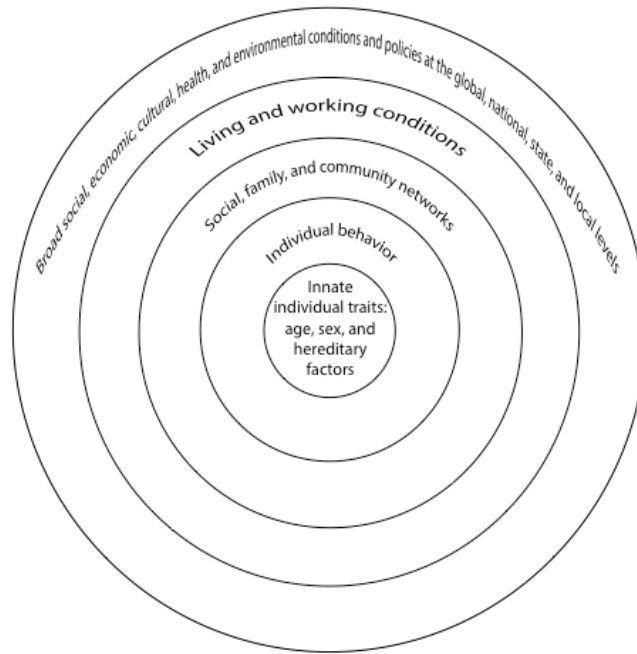 Broad social, economic, cultural, health, and environmental conditions and policies at the global, national, state, and local levels
Living and working conditions
Social, family, and community networks
Individual behavior
Innate
individual traits:
age, sex, and
hereditary
factors